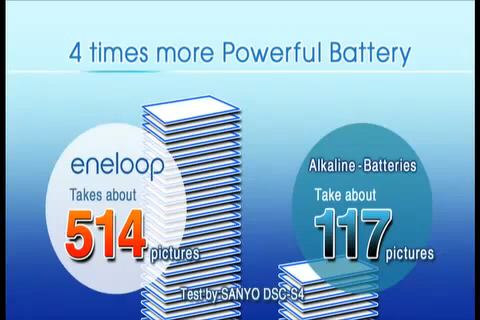 4 times more Powerful Battery
eneloop
Takes about
514 pictures
Alkaline-Batteries
Take about
117 pictures
Test by SANYO DSC-S4